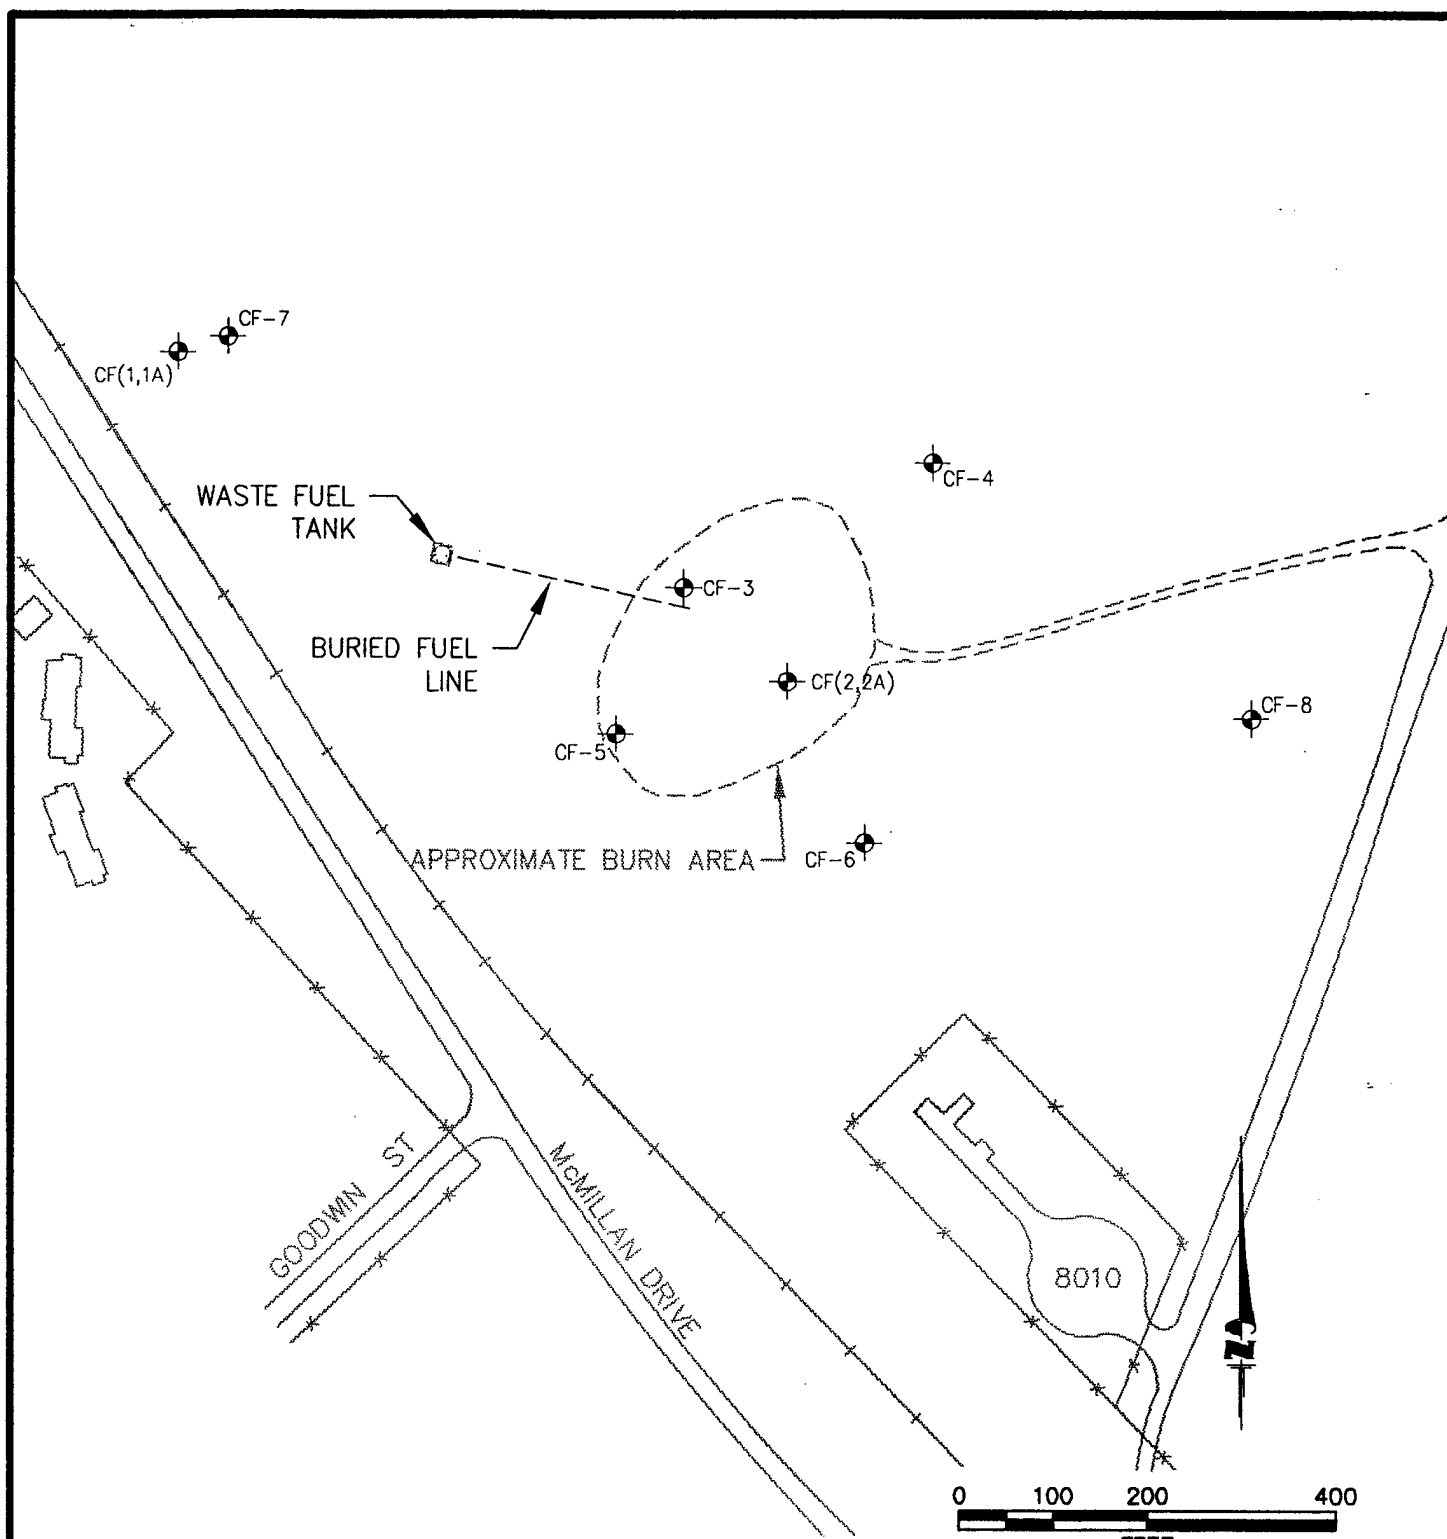 CF-7
CF(1,1A)
CF-4
WASTE FUEL
TANK
CF-3
BURIED FUEL
LINE
CF(2,2A)
CF-8
CF-5
APPROXIMATE BURN AREA
CF-6
GOODWIN ST
McMILLAN DRIVE
8010
N
0 100 200 400